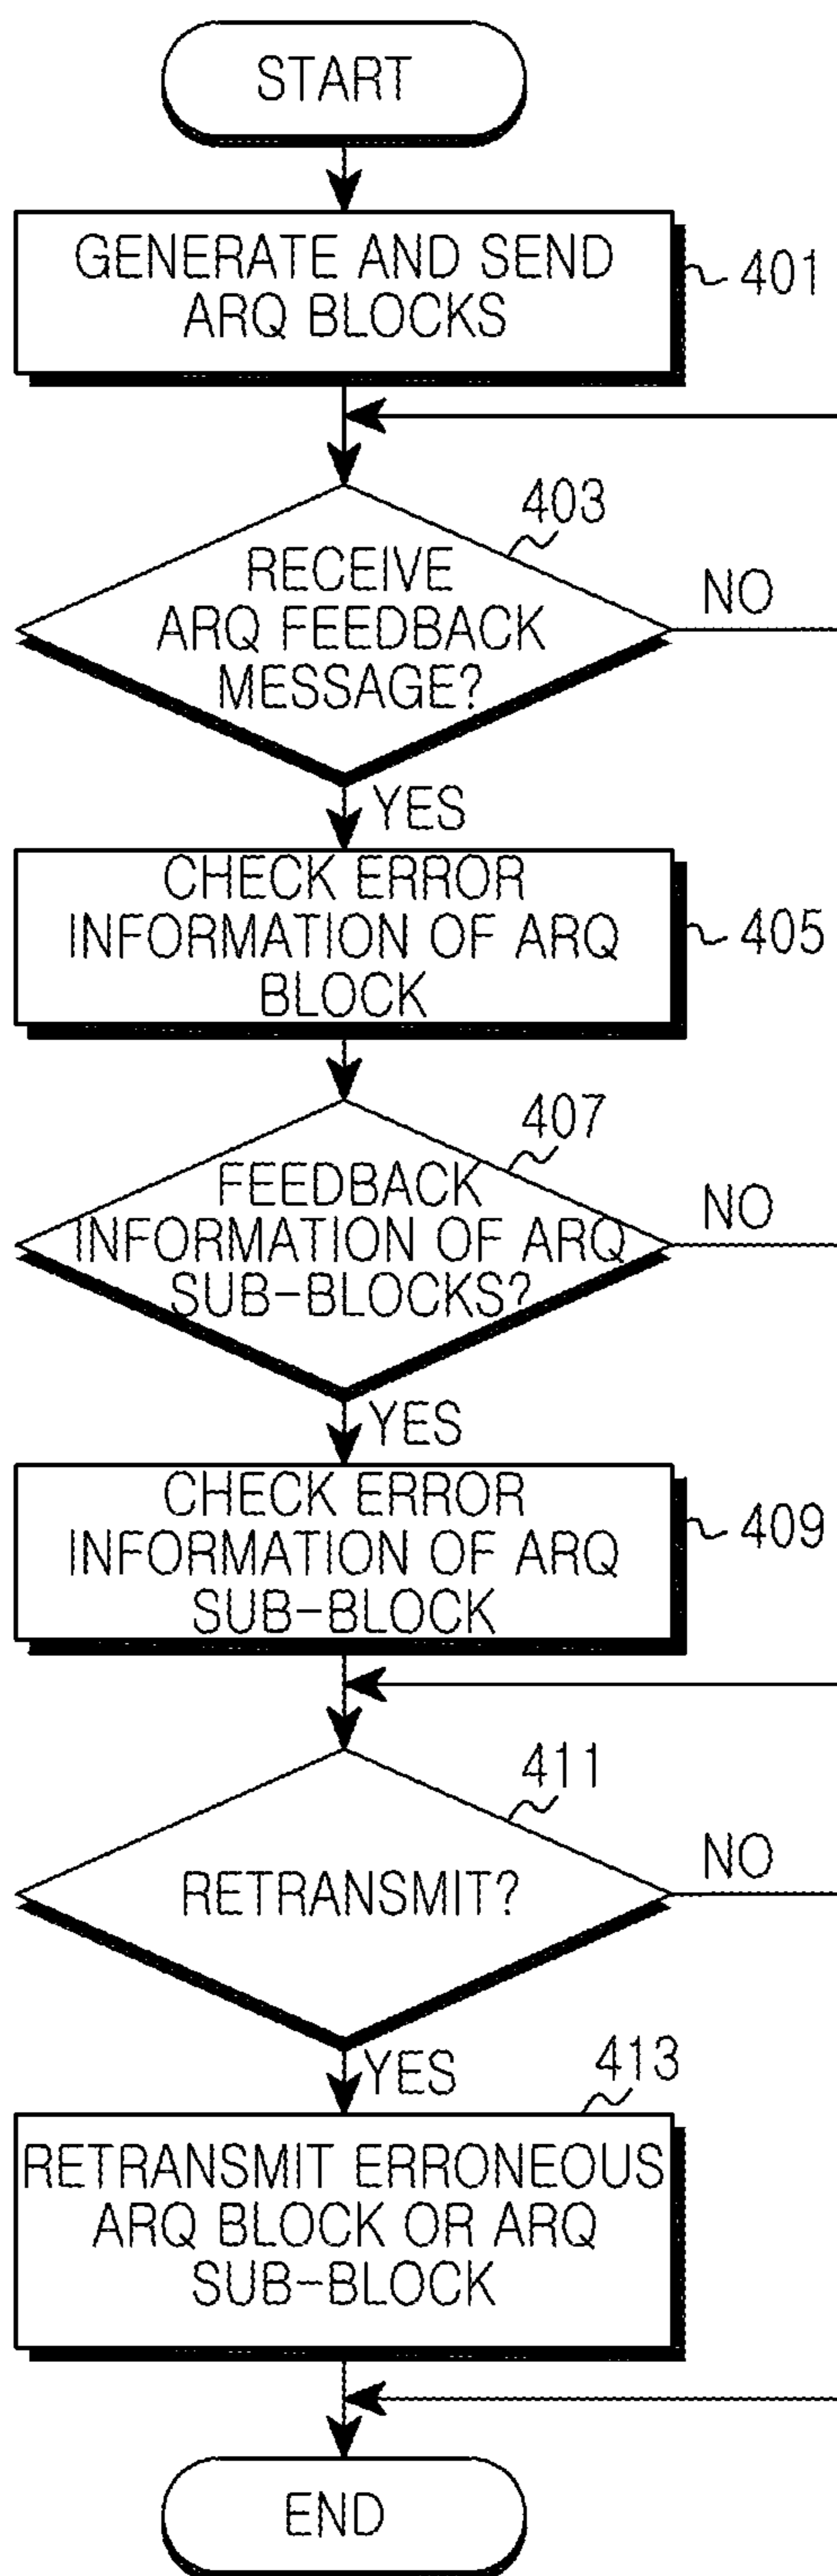 START
GENERATE AND SEND
ARQ BLOCKS
401
403
RECEIVE
ARQ FEEDBACK
MESSAGE?
NO
YES
CHECK ERROR
INFORMATION OF ARQ
BLOCK
405
407
FEEDBACK
INFORMATION OF ARQ
SUB-BLOCKS?
NO
YES
CHECK ERROR
INFORMATION OF ARQ
SUB-BLOCK
409
411
RETRANSMIT?
NO
YES
413
RETRANSMIT ERRONEOUS
ARQ BLOCK OR ARQ
SUB-BLOCK
END